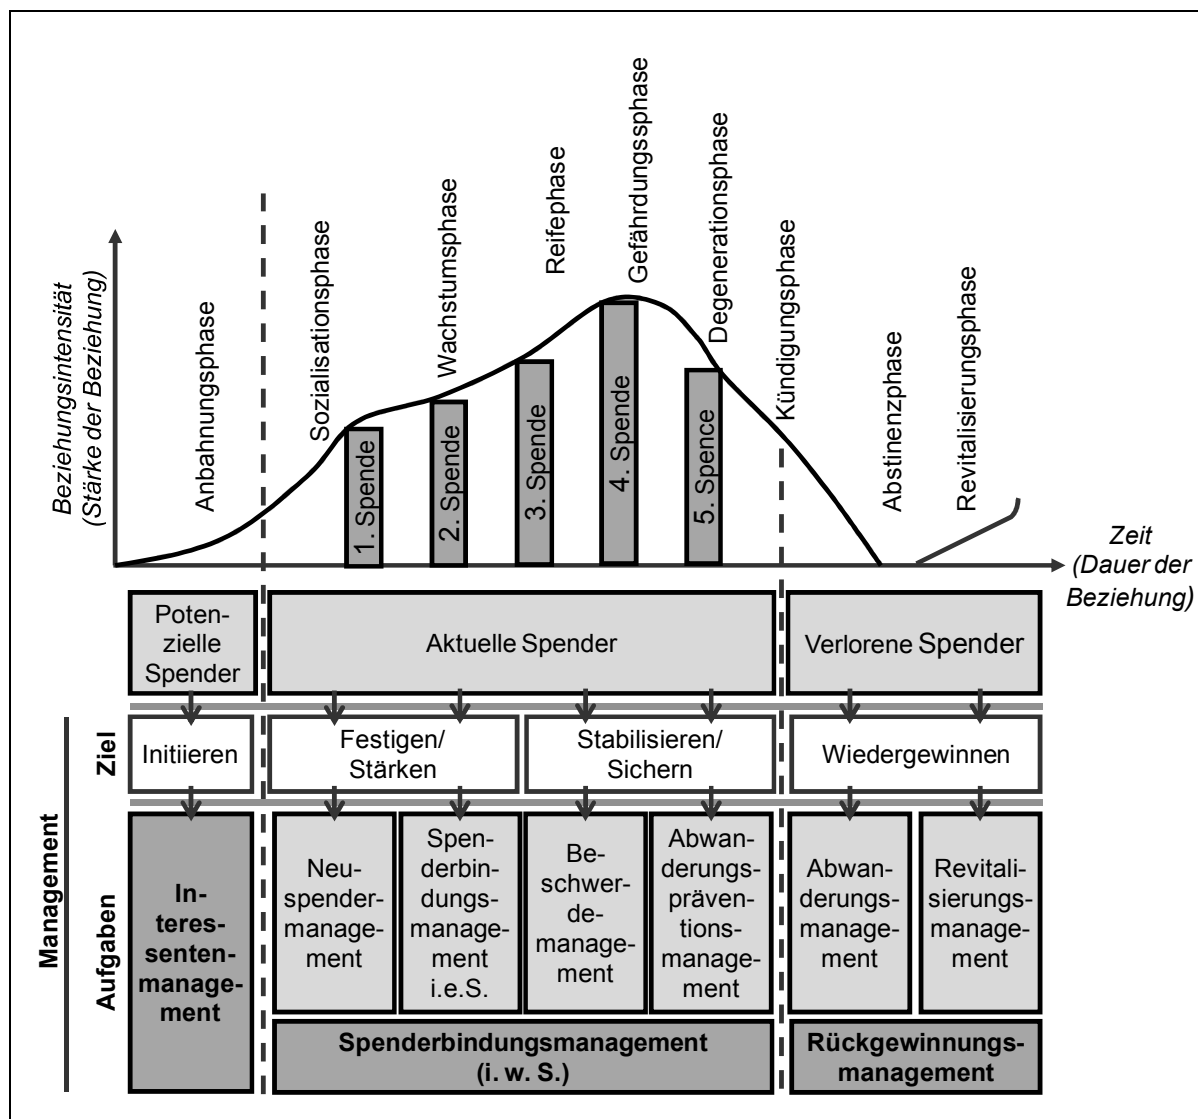 Beziehungsintensität
(Stärke der Beziehung)
Anbahnungsphase
Sozialisationsphase
Wachstumsphase
Reifephase
Gefährdungssphase
Degenerationsphase
Kündigungsphase
Abstinenzphase
Revitalisierungsphase
1. Spende
2. Spende
3. Spende
4. Spende
5. Spence
Zeit
(Dauer der
Beziehung)
Poten-
zielle
Spender
Aktuelle Spender
Verlorene Spender
Management
Ziel
Initiieren
Festigen/
Stärken
Stabilisieren/
Sichern
Wiedergewinnen
Aufgaben
In-
teres-
senten-
manage-
ment
Neu-
spender-
manage-
ment
Spen-
derbin-
dungs-
manage-
ment
i.e.S.
Be-
schwer-
de-
manage-
ment
Abwan-
derungs-
präven-
tions-
manage-
ment
Abwan-
derungs-
manage-
ment
Revitali-
sierungs-
manage-
ment
Spenderbindungsmanagement
(i. w. S.)
Rückgewinnungs-
management